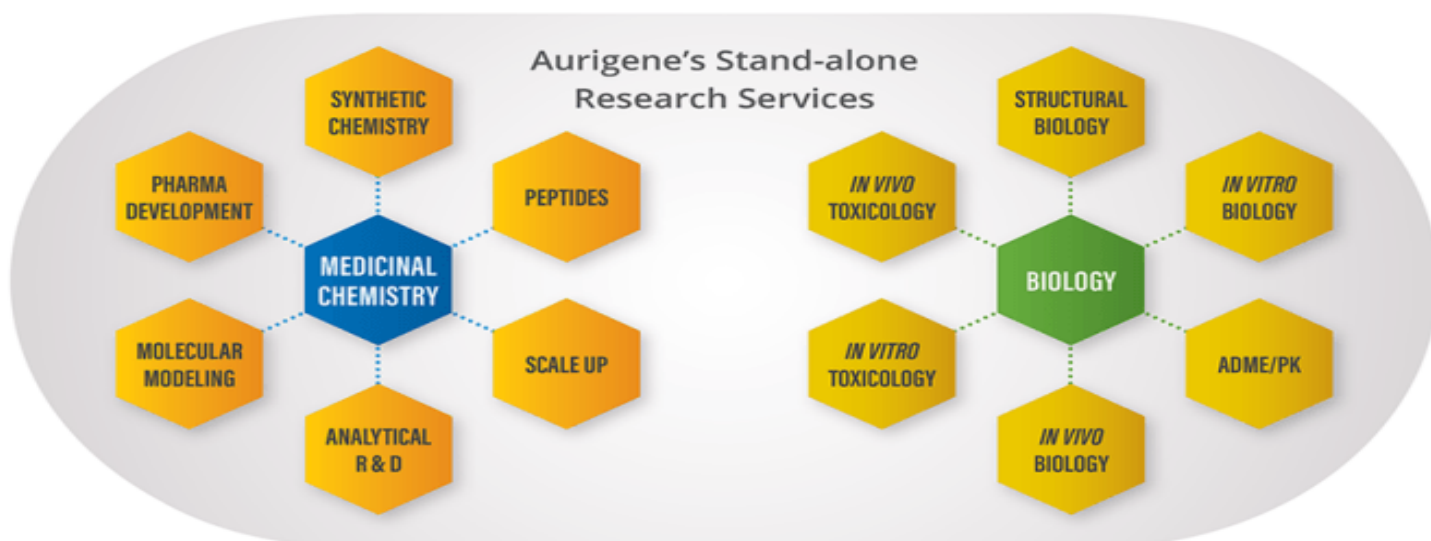 Aurigene's Stand-alone
Research Services
SYNTHETIC
CHEMISTRY
PHARMA
DEVELOPMENT
PEPTIDES
MEDICINAL
CHEMISTRY
MOLECULAR
MODELING
SCALE UP
ANALYTICAL
R & D
STRUCTURAL
BIOLOGY
IN VIVO
TOXICOLOGY
IN VITRO
BIOLOGY
BIOLOGY
IN VITRO
TOXICOLOGY
ADME/PK
IN VIVO
BIOLOGY